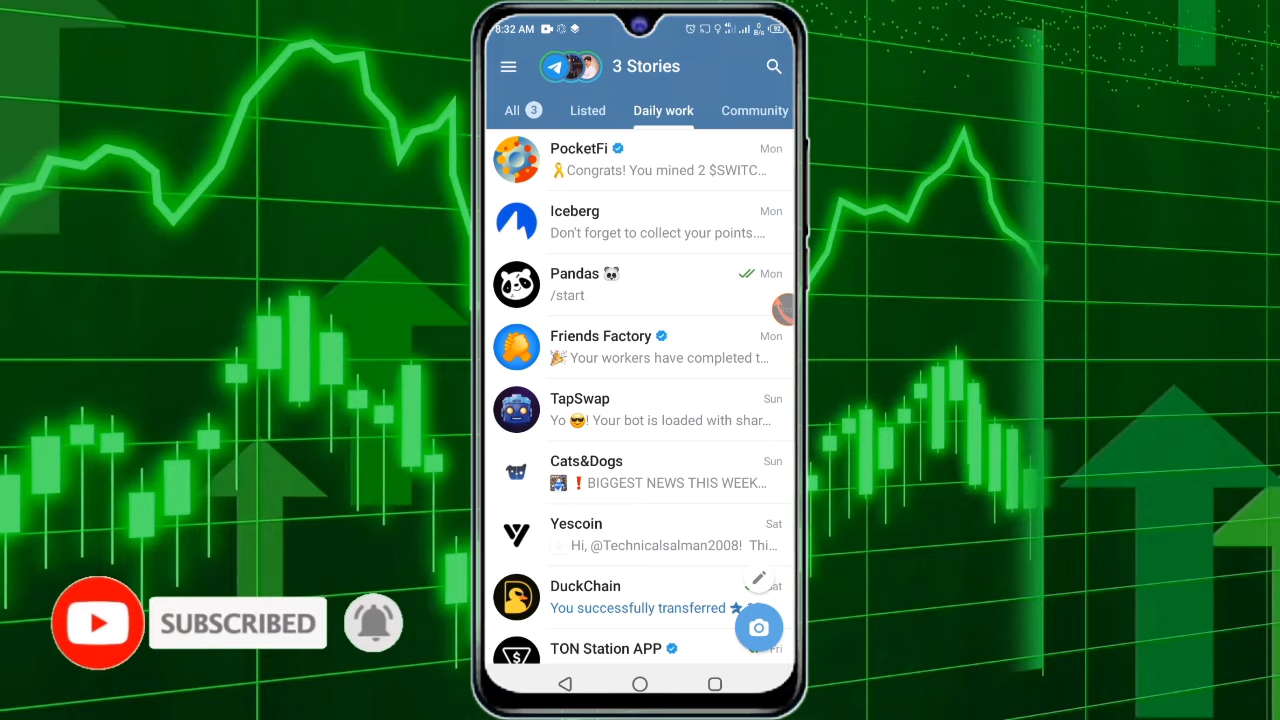 8:32 AM
3 Stories
All 3
Listed
Daily work
Community
PocketFi
Mon
🎗️Congrats! You mined 2 $SWITC...
Iceberg
Mon
Don't forget to collect your points....
Pandas 🐼
Mon
/start
Friends Factory
Mon
🎉 Your workers have completed t...
TapSwap
Sun
Yo 😎! Your bot is loaded with shar...
Cats&Dogs
Sun
❗BIGGEST NEWS THIS WEEK...
Yescoin
Sat
Hi, @Technicalsalman2008! Thi...
DuckChain
You successfully transferred
TON Station APP
Fri
SUBSCRIBED